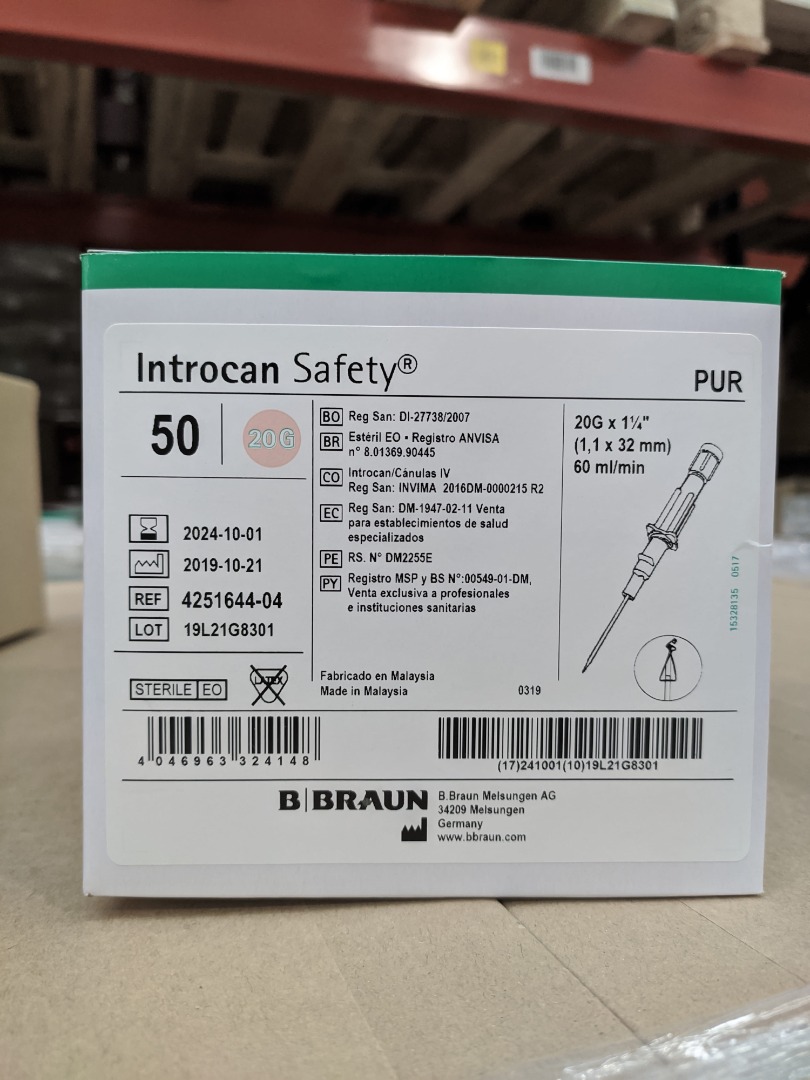 Introcan Safety®
PUR
50
20G
BO Reg San: DI-27738/2007
BR Estéril EO • Registro ANVISA
n° 8.01369.90445
CO Introcan/Cánulas IV
Reg San: INVIMA 2016DM-0000215 R2
EC Reg San: DM-1947-02-11 Venta
para establecimientos de salud
especializados
PE RS. N° DM2255E
PY Registro MSP y BS N°:00549-01-DM,
Venta exclusiva a profesionales
e instituciones sanitarias
20G x 1¼"
(1,1 x 32 mm)
60 ml/min
2024-10-01
2019-10-21
REF 4251644-04
LOT 19L21G8301
STERILE EO
LATEX
Fabricado en Malaysia
Made in Malaysia
0319
15328135 0517
4 046963 324148
(17)241001(10)19L21G8301
B|BRAUN
B.Braun Melsungen AG
34209 Melsungen
Germany
www.bbraun.com